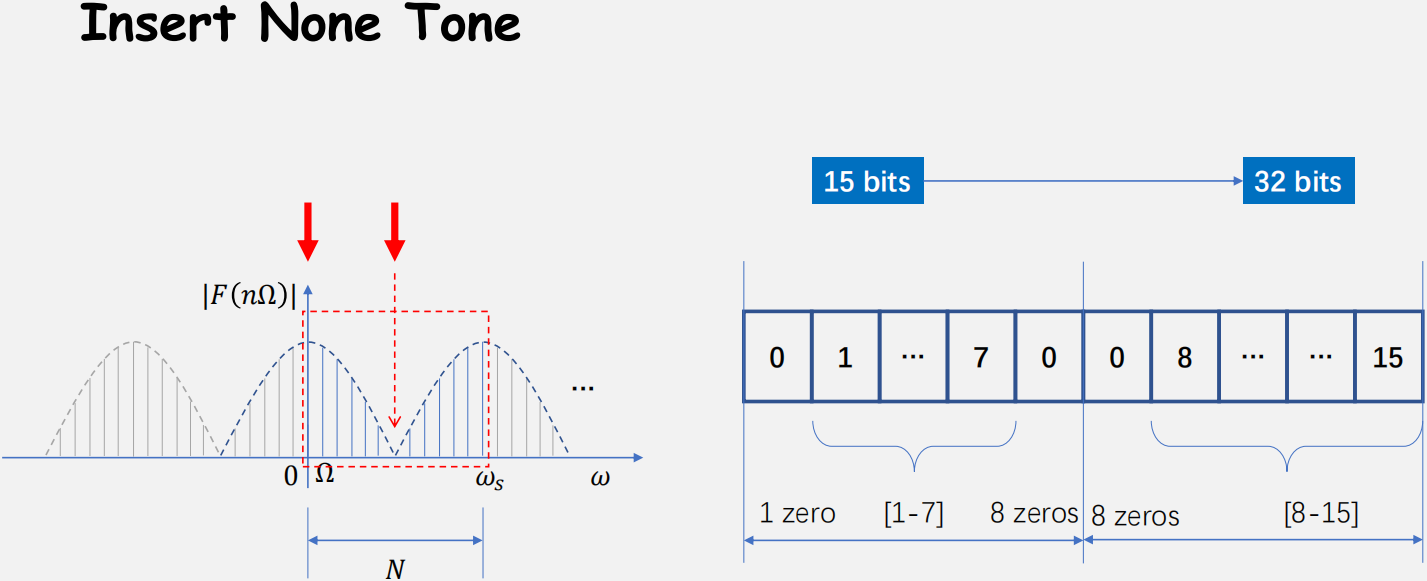 Insert None Tone
15 bits
32 bits
|F(nΩ)|
...
0
Ω
ωs
ω
N
0 1 ... 7 0 0 8 ... ... 15
1 zero [1-7] 8 zeros 8 zeros [8-15]